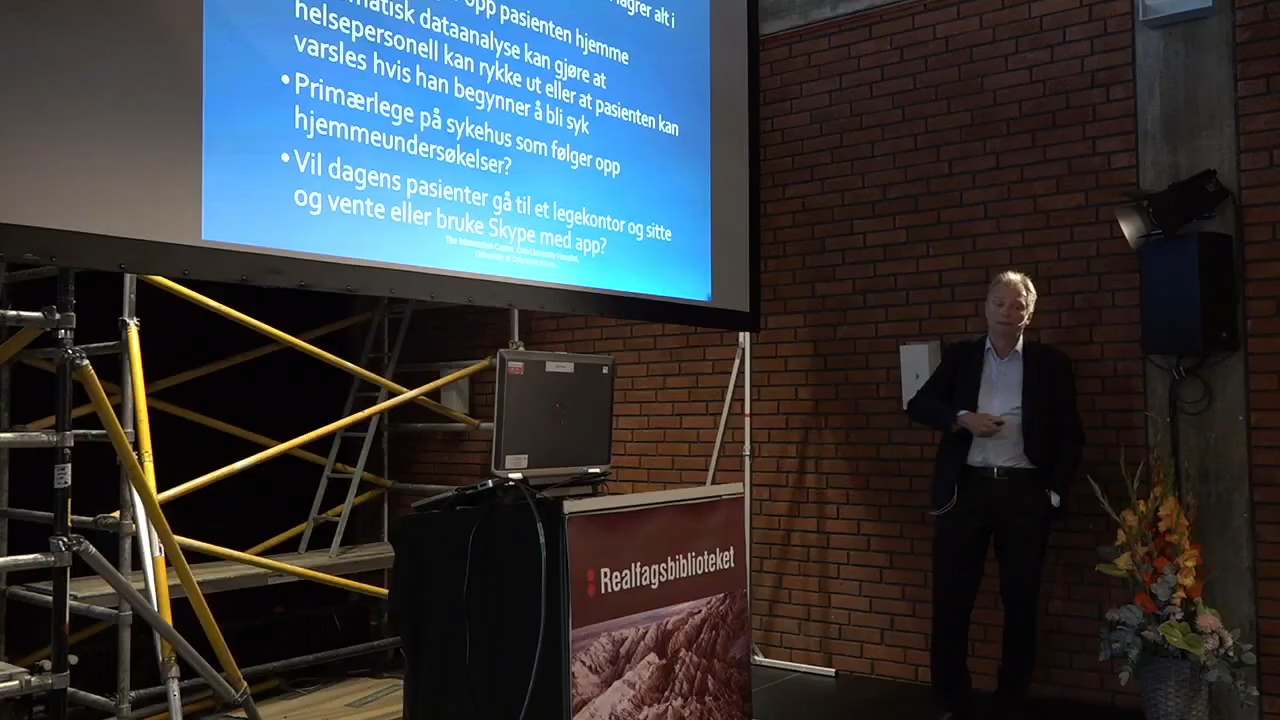 opp pasienten hjemme
lagrer alt i
dataanalyse kan gjøre at
helsepersonell kan rykke ut eller at pasienten kan
varsles hvis han begynner å bli syk
• Primærlege på sykehus som følger opp
hjemmeundersøkelser?
• Vil dagens pasienter gå til et legekontor og sitte
og vente eller bruke Skype med app?
Realfagsbiblioteket